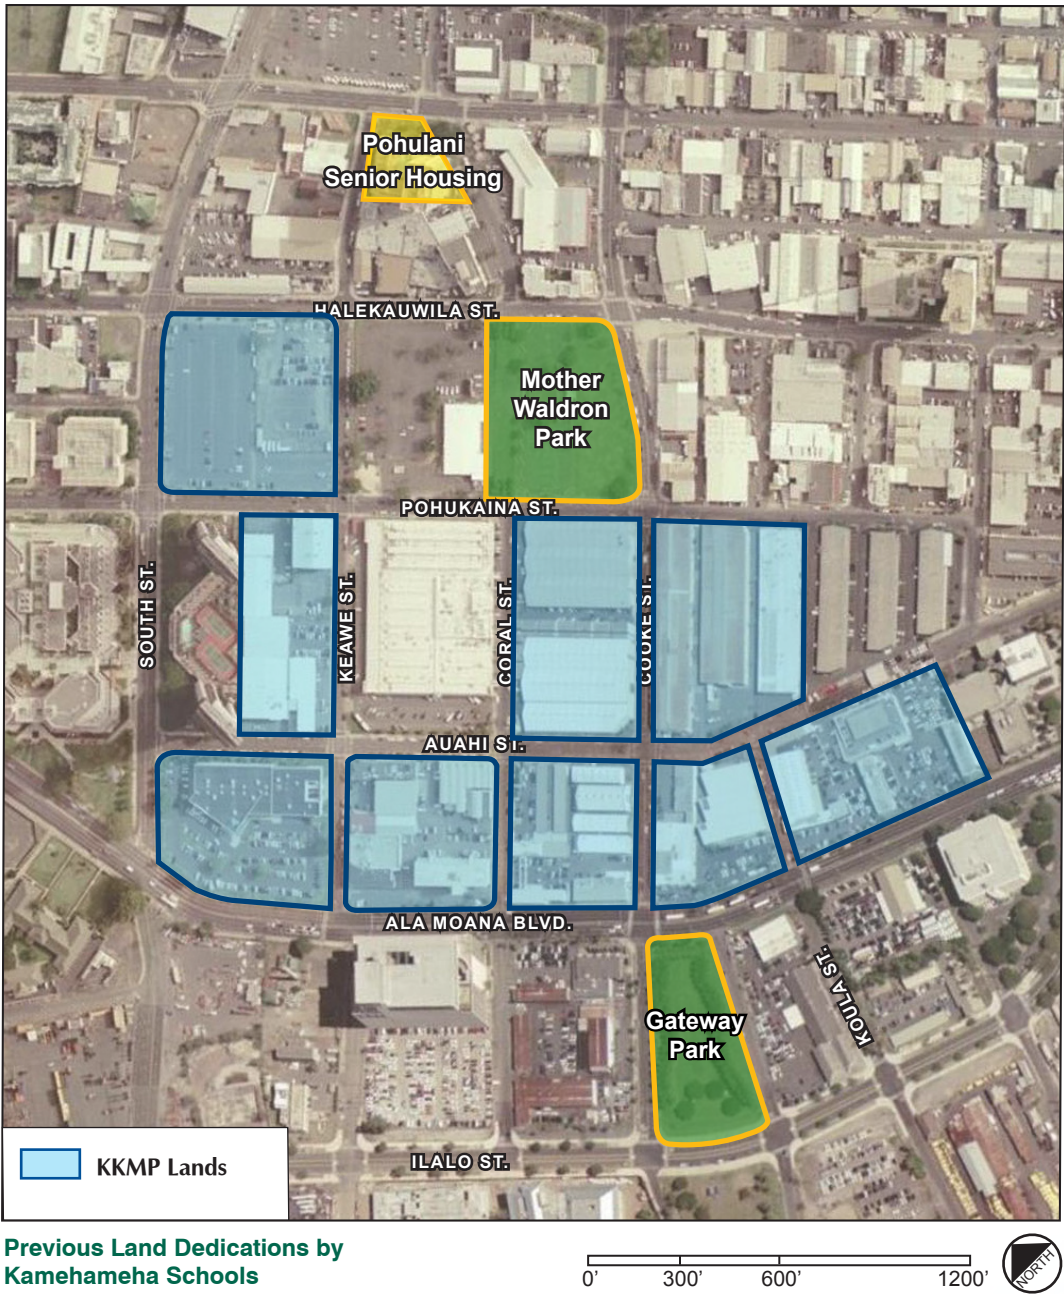 Pohulani
Senior Housing
HALEKAUWILA ST.
Mother
Waldron
Park
POHUKAINA ST.
SOUTH ST.
KEAWE ST.
CORAL ST.
COOKE ST.
AUAHI ST.
ALA MOANA BLVD.
KOULA ST.
Gateway
Park
ILALO ST.
KKMP Lands
Previous Land Dedications by
Kamehameha Schools
0' 300' 600' 1200'
NORTH